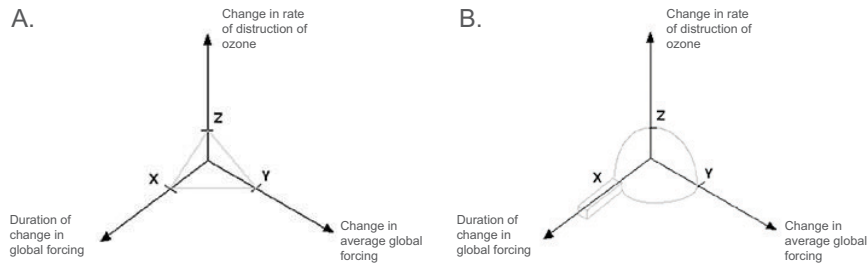 A.
Change in rate
of distruction of
ozone
Z
X
Y
Duration of
change in
global forcing
Change in
average global
forcing
B.
Change in rate
of distruction of
ozone
Z
X
Y
Duration of
change in
global forcing
Change in
average global
forcing